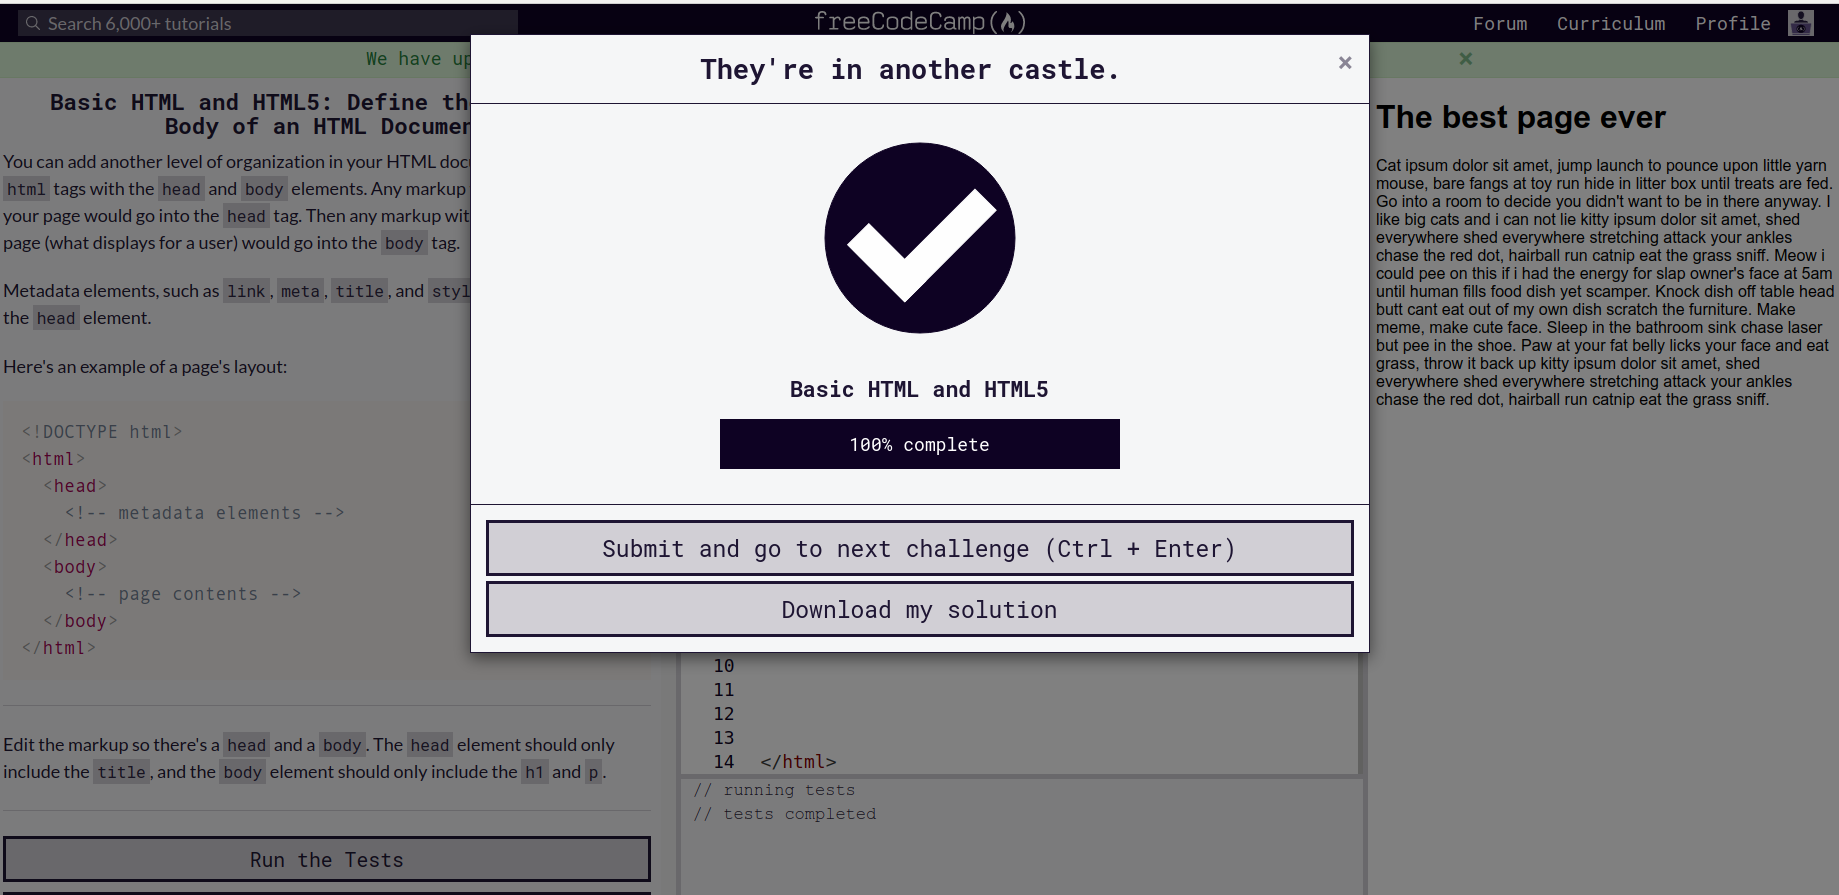 Search 6,000+ tutorials
freeCodeCamp(🔥)
Forum Curriculum Profile
We have up
They're in another castle.
×
×
Basic HTML and HTML5
100% complete
Submit and go to next challenge (Ctrl + Enter)
Download my solution
Basic HTML and HTML5: Define th
Body of an HTML Documen
You can add another level of organization in your HTML doc
html tags with the head and body elements. Any markup
your page would go into the head tag. Then any markup wit
page (what displays for a user) would go into the body tag.
Metadata elements, such as link, meta, title, and styl
the head element.
Here's an example of a page's layout:
<!DOCTYPE html>
<html>
<head>
<!-- metadata elements -->
</head>
<body>
<!-- page contents -->
</body>
</html>
Edit the markup so there's a head and a body. The head element should only
include the title, and the body element should only include the h1 and p.
Run the Tests
10
11
12
13
14 </html>
// running tests
// tests completed
The best page ever
Cat ipsum dolor sit amet, jump launch to pounce upon little yarn
mouse, bare fangs at toy run hide in litter box until treats are fed.
Go into a room to decide you didn't want to be in there anyway. I
like big cats and i can not lie kitty ipsum dolor sit amet, shed
everywhere shed everywhere stretching attack your ankles
chase the red dot, hairball run catnip eat the grass sniff. Meow i
could pee on this if i had the energy for slap owner's face at 5am
until human fills food dish yet scamper. Knock dish off table head
butt cant eat out of my own dish scratch the furniture. Make
meme, make cute face. Sleep in the bathroom sink chase laser
but pee in the shoe. Paw at your fat belly licks your face and eat
grass, throw it back up kitty ipsum dolor sit amet, shed
everywhere shed everywhere stretching attack your ankles
chase the red dot, hairball run catnip eat the grass sniff.